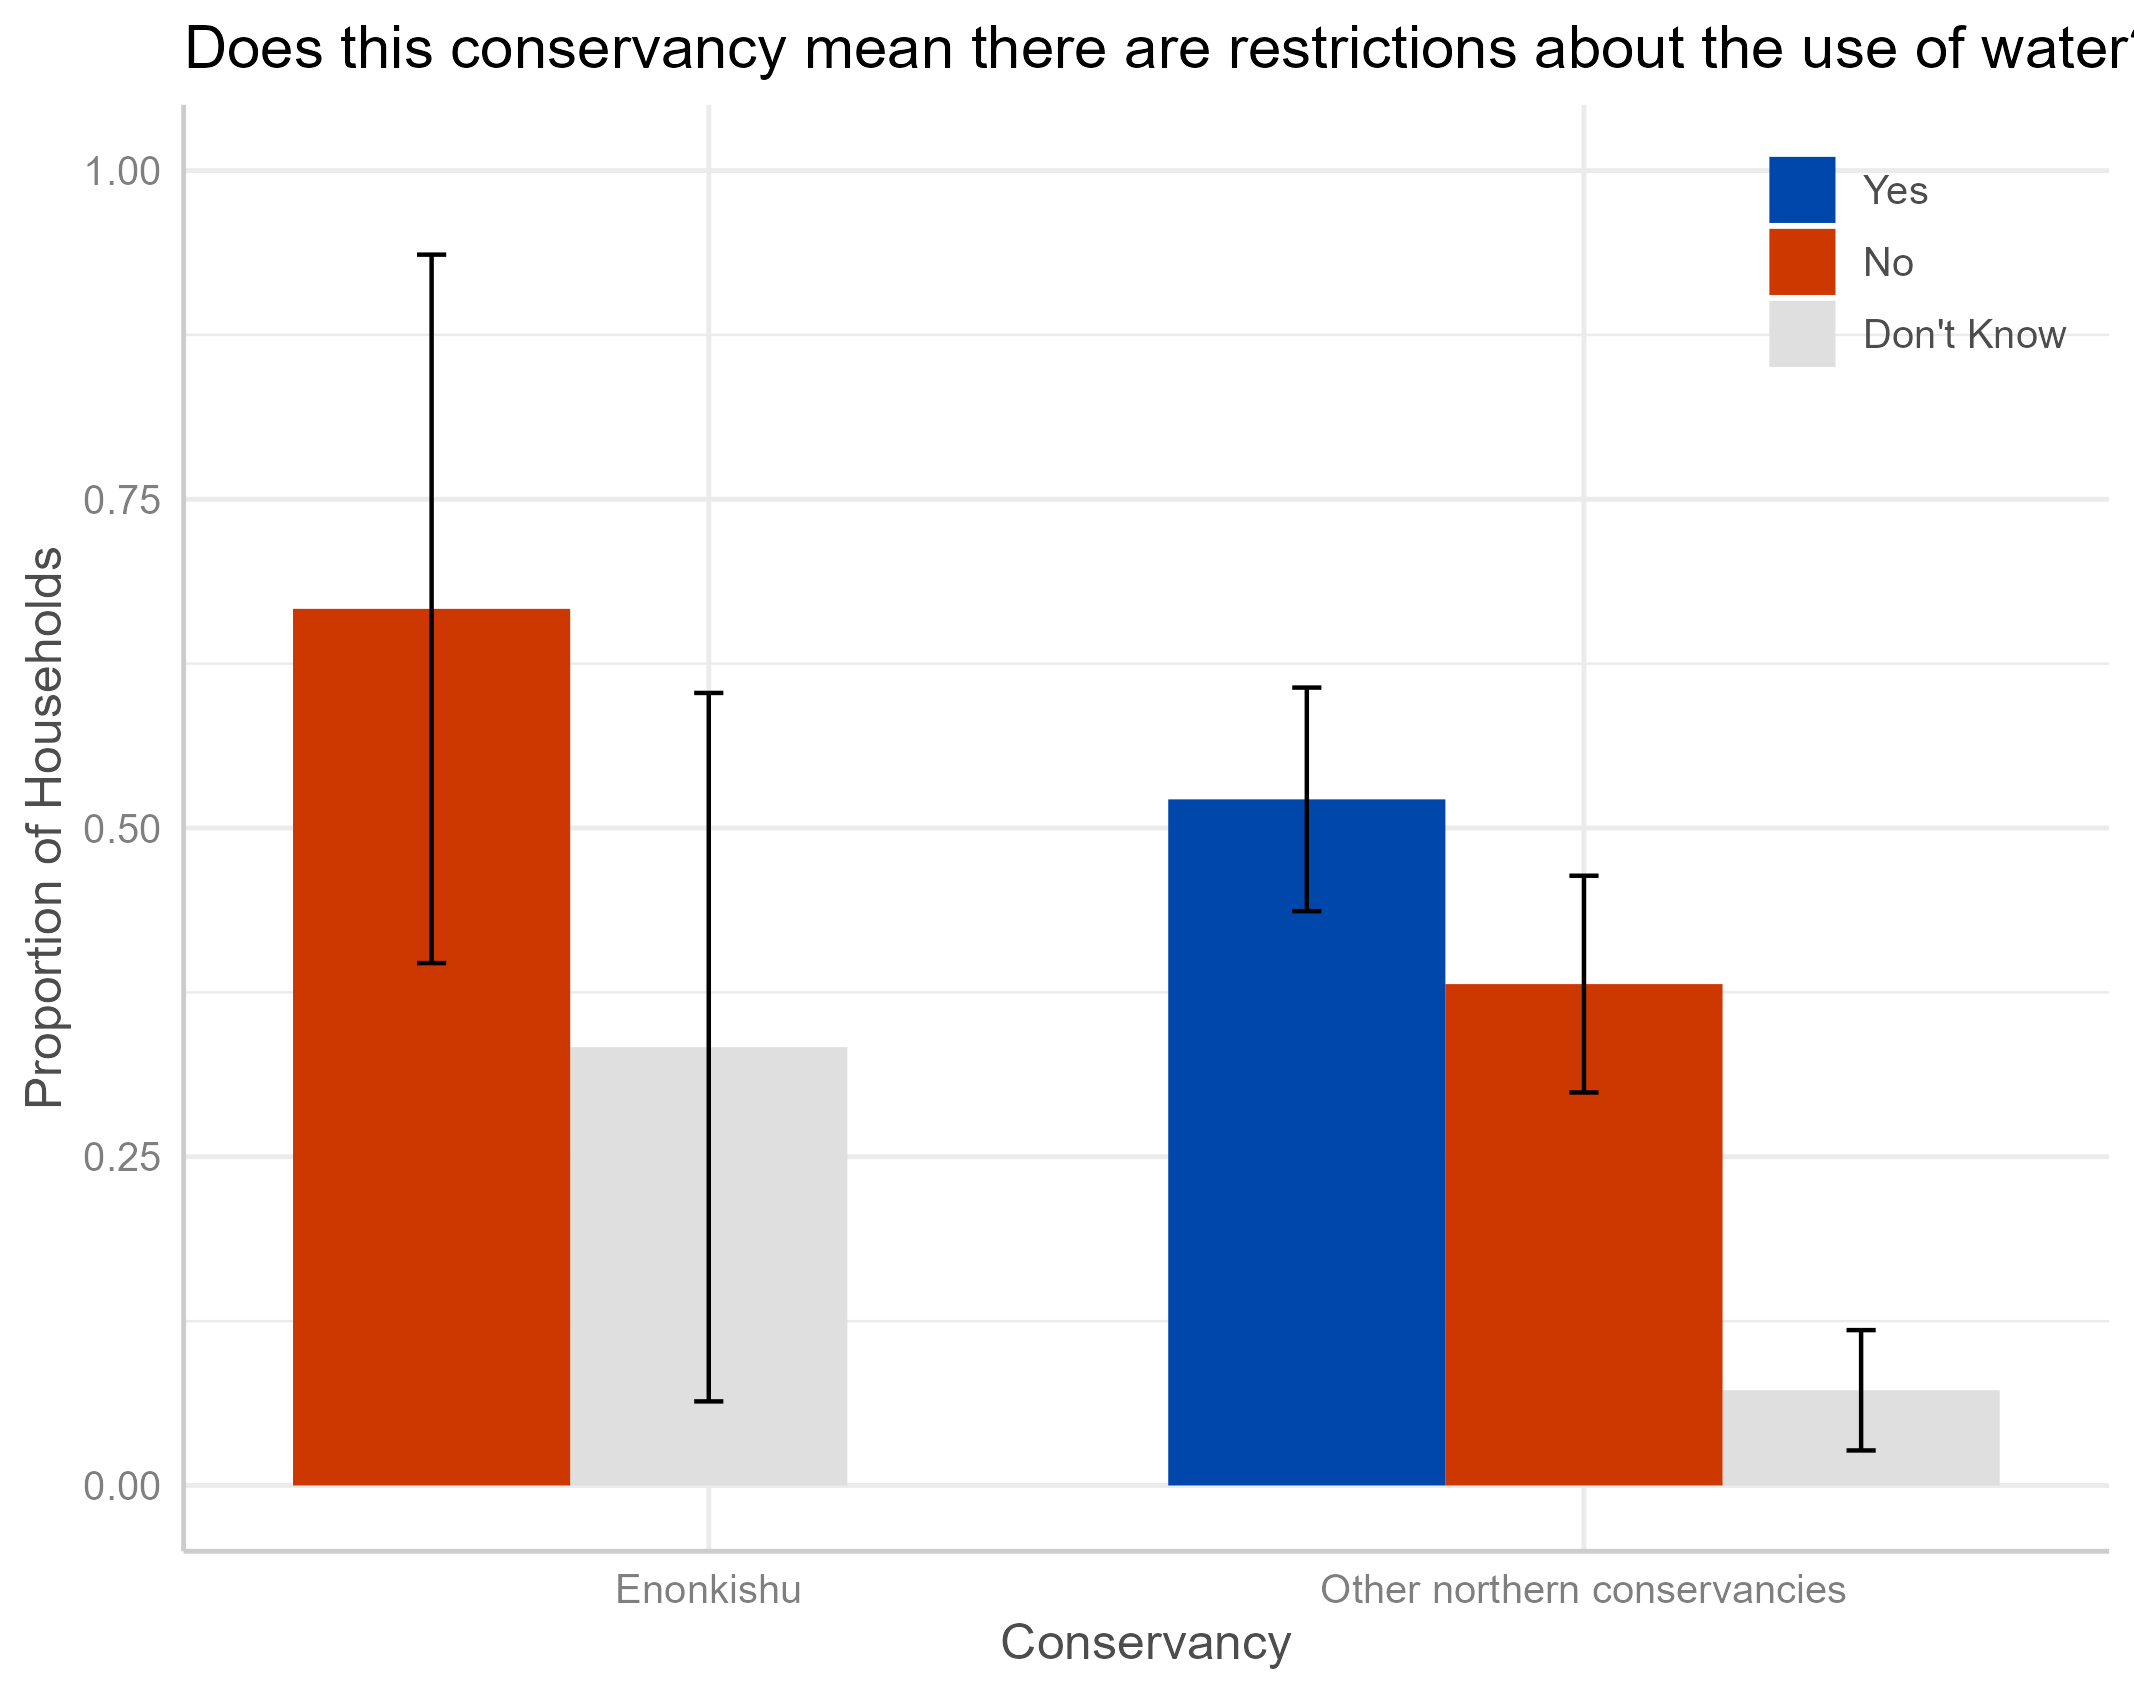 Does this conservancy mean there are restrictions about the use of water?
1.00
0.75
0.50
0.25
0.00
Proportion of Households
Yes
No
Don't Know
Enonkishu
Other northern conservancies
Conservancy